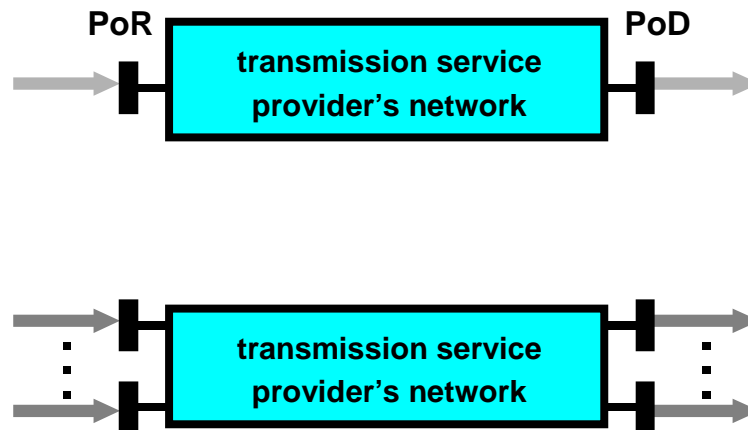 PoR
PoD
transmission service
provider's network
transmission service
provider's network